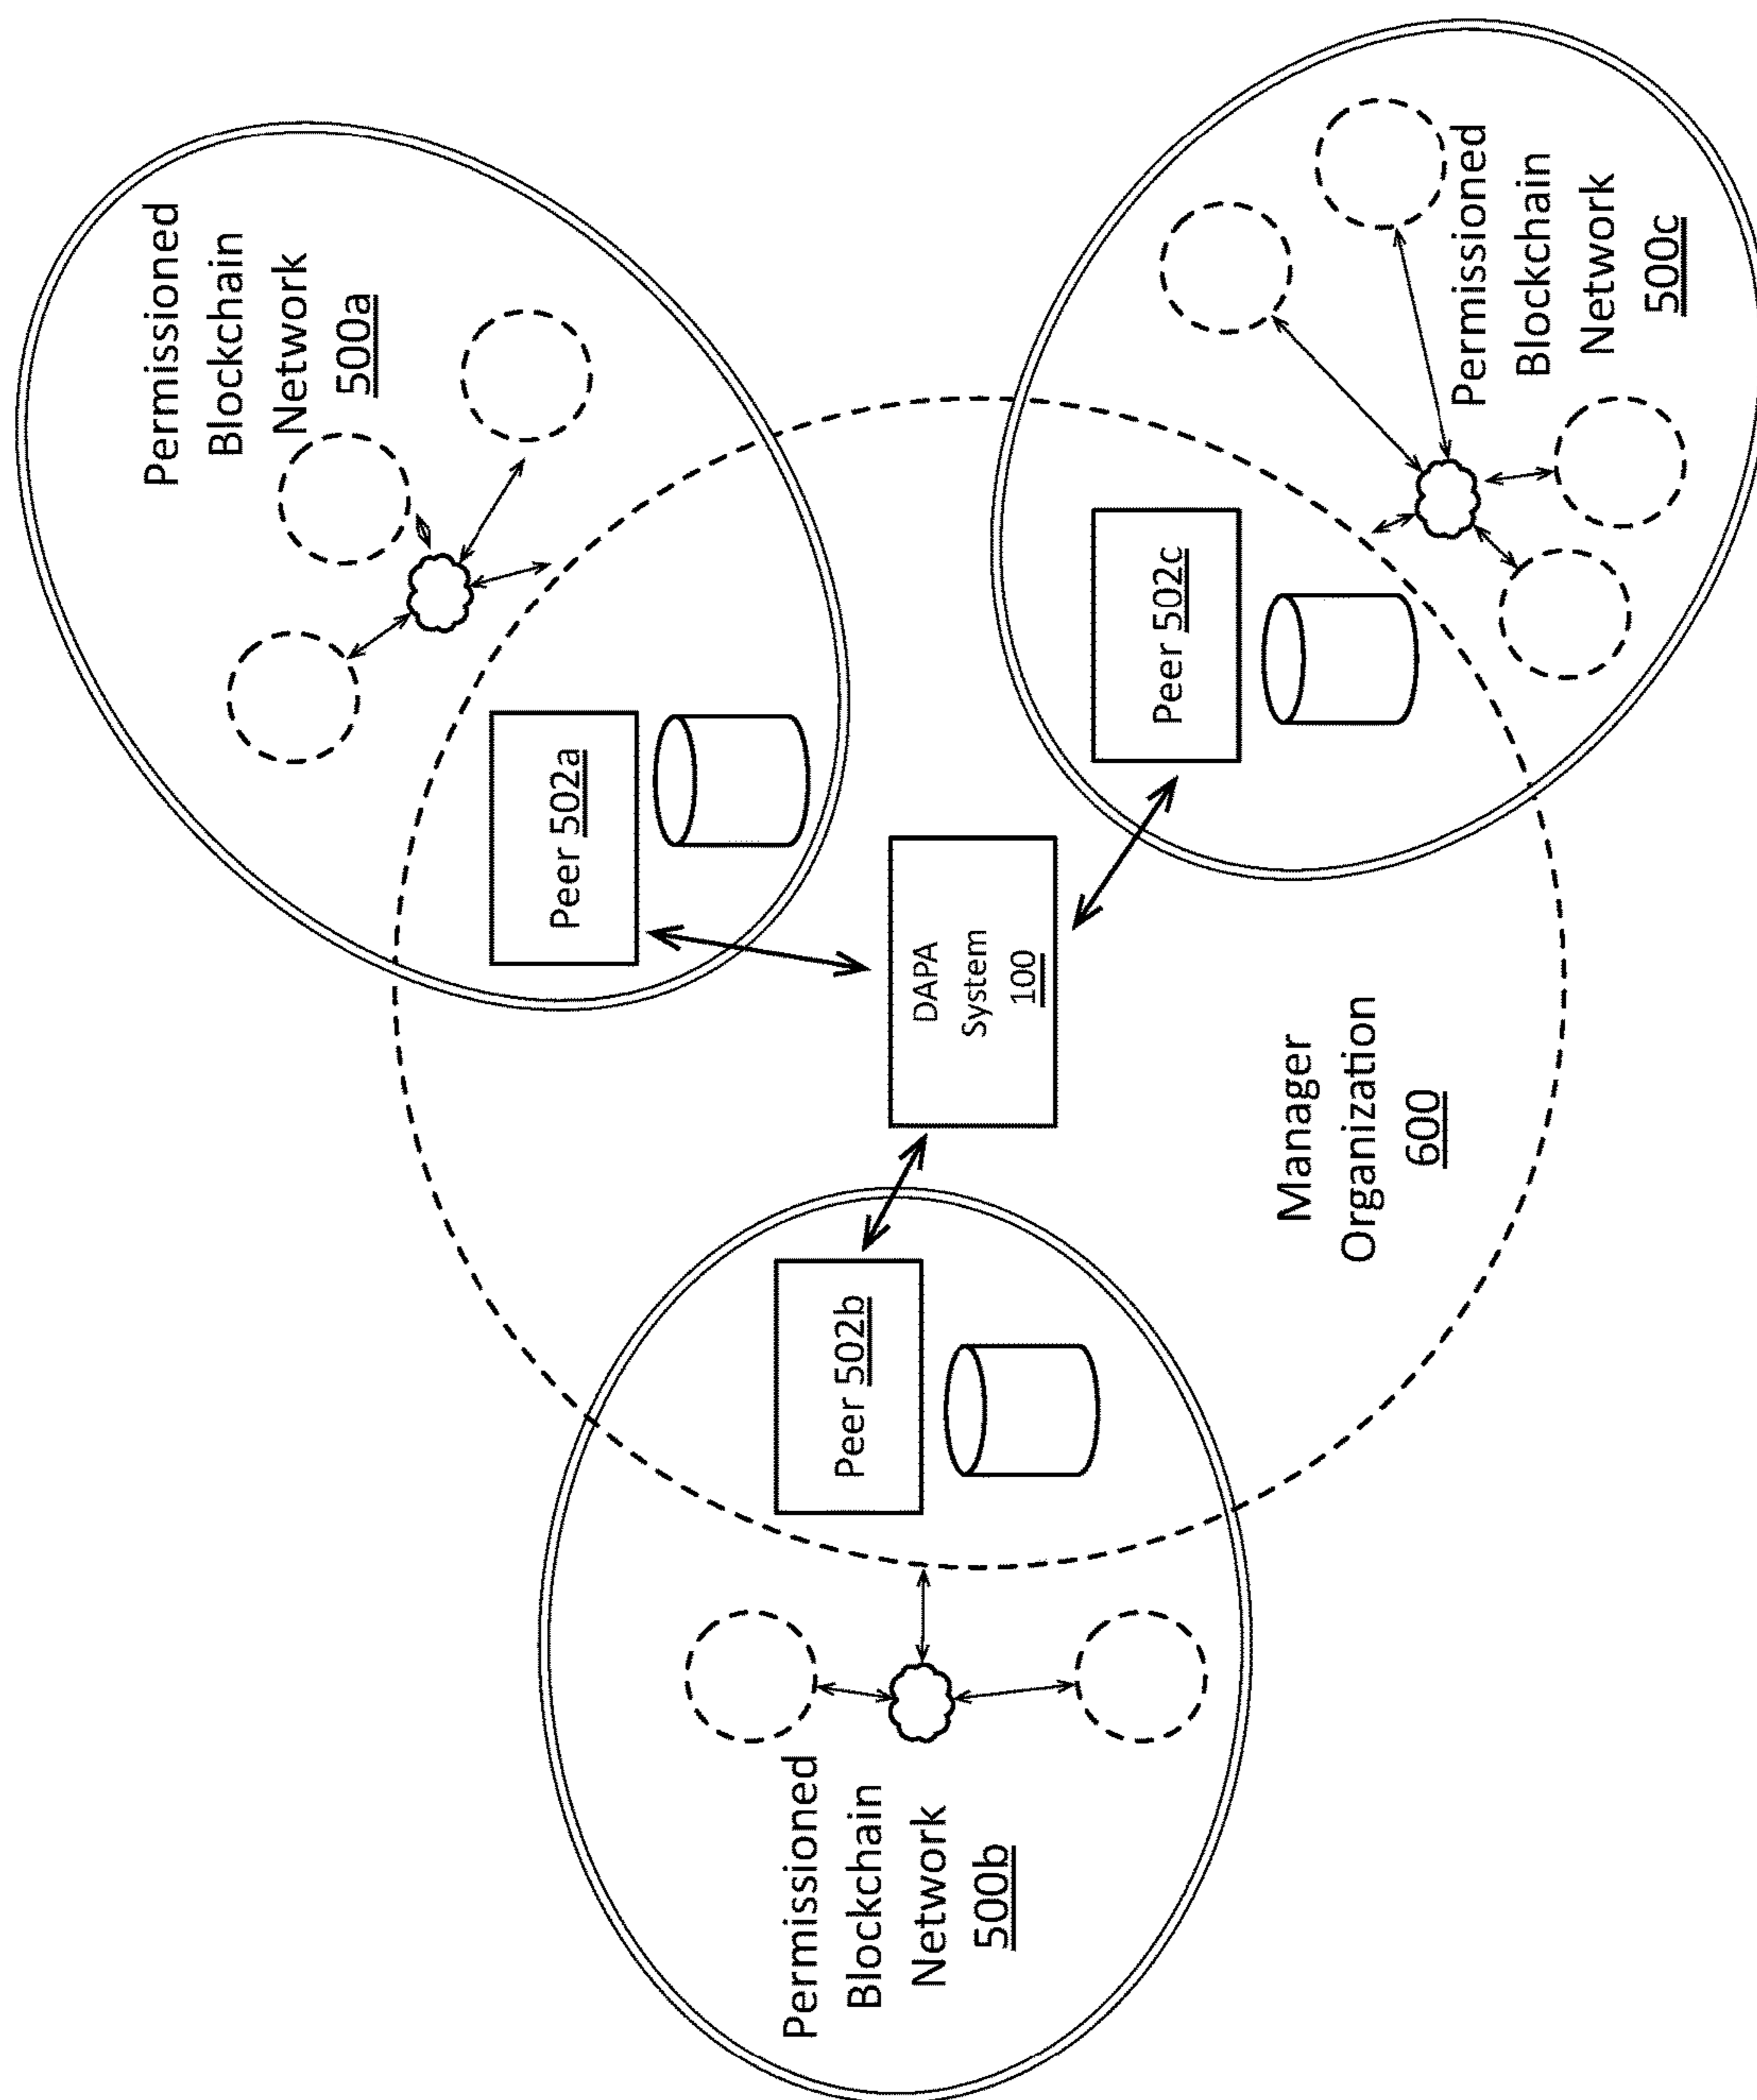 Permissioned
Blockchain
Network
500a
Peer 502a
Permissioned
Blockchain
Network
500b
Peer 502b
DAPA
System
100
Peer 502c
Permissioned
Blockchain
Network
500c
Manager
Organization
600